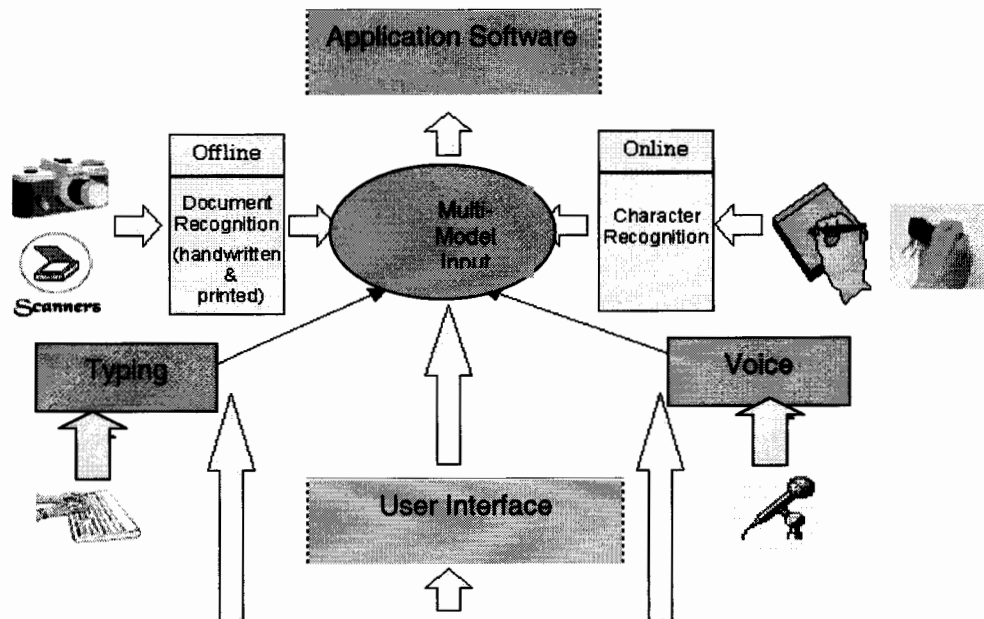 Application Software
Offline
Document
Recognition
(handwritten
&
printed)
Scanners
Multi-
Model
Input
Online
Character
Recognition
Typing
Voice
User Interface